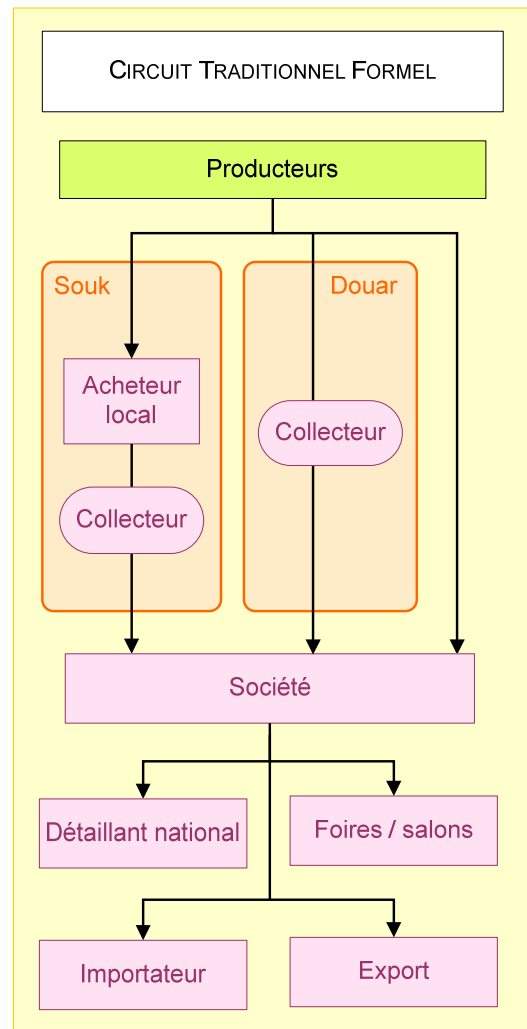 CIRCUIT TRADITIONNEL FORMEL
Producteurs
Souk
Douar
Acheteur
local
Collecteur
Collecteur
Société
Détaillant national
Foires / salons
Importateur
Export